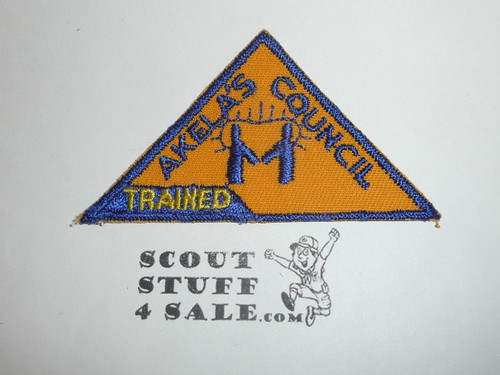 AKELA'S COUNCIL
TRAINED
SCOUT
STUFF
4 SALE.COM